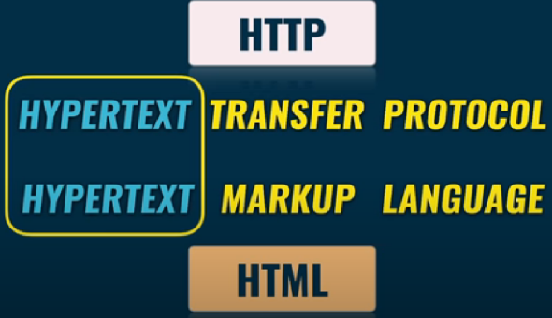 HTTP
HYPERTEXT TRANSFER PROTOCOL
HYPERTEXT MARKUP LANGUAGE
HTML